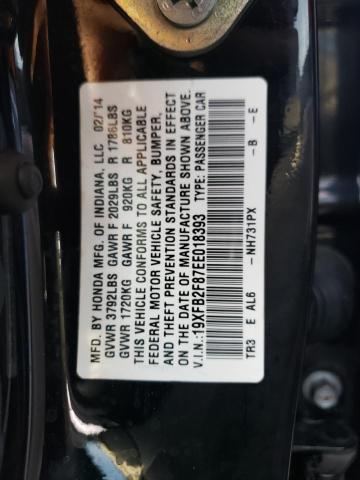 MFD. BY HONDA MFG. OF INDIANA, LLC 02/14
GVWR 3792LBS GAWR F 2029LBS R 1786LBS
GVWR 1720KG GAWR F 920KG R 810KG
THIS VEHICLE CONFORMS TO ALL APPLICABLE
FEDERAL MOTOR VEHICLE SAFETY, BUMPER,
AND THEFT PREVENTION STANDARDS IN EFFECT
ON THE DATE OF MANUFACTURE SHOWN ABOVE.
V.I.N.:19XFB2F87EE018393 TYPE: PASSENGER CAR
TR3 E AL6 -NH731PX -B -E